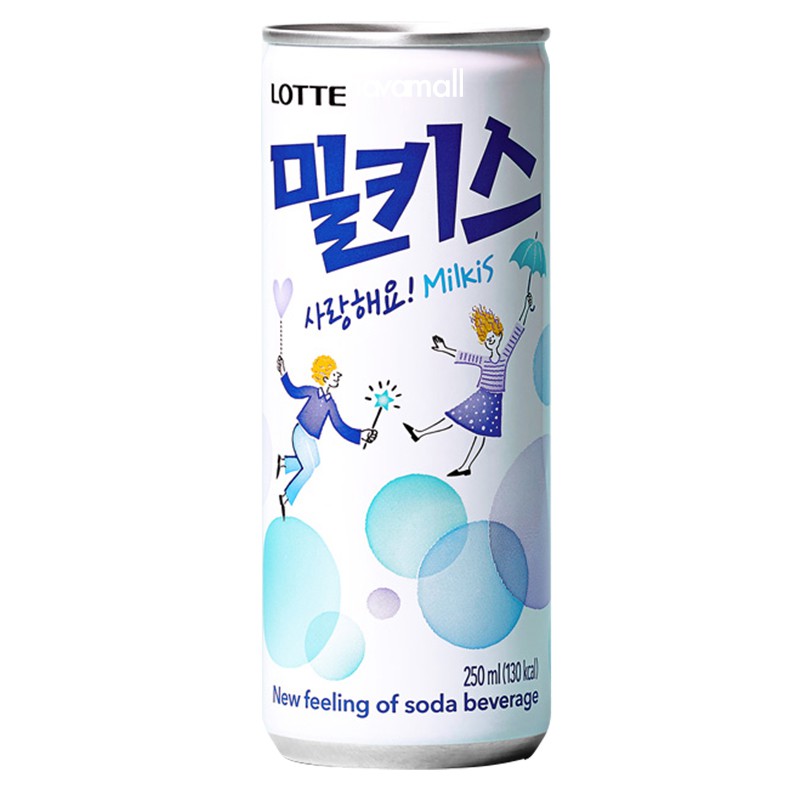 LOTTE
밀키스
사랑해요! Milkis
250 ml (130 kcal)
New feeling of soda beverage